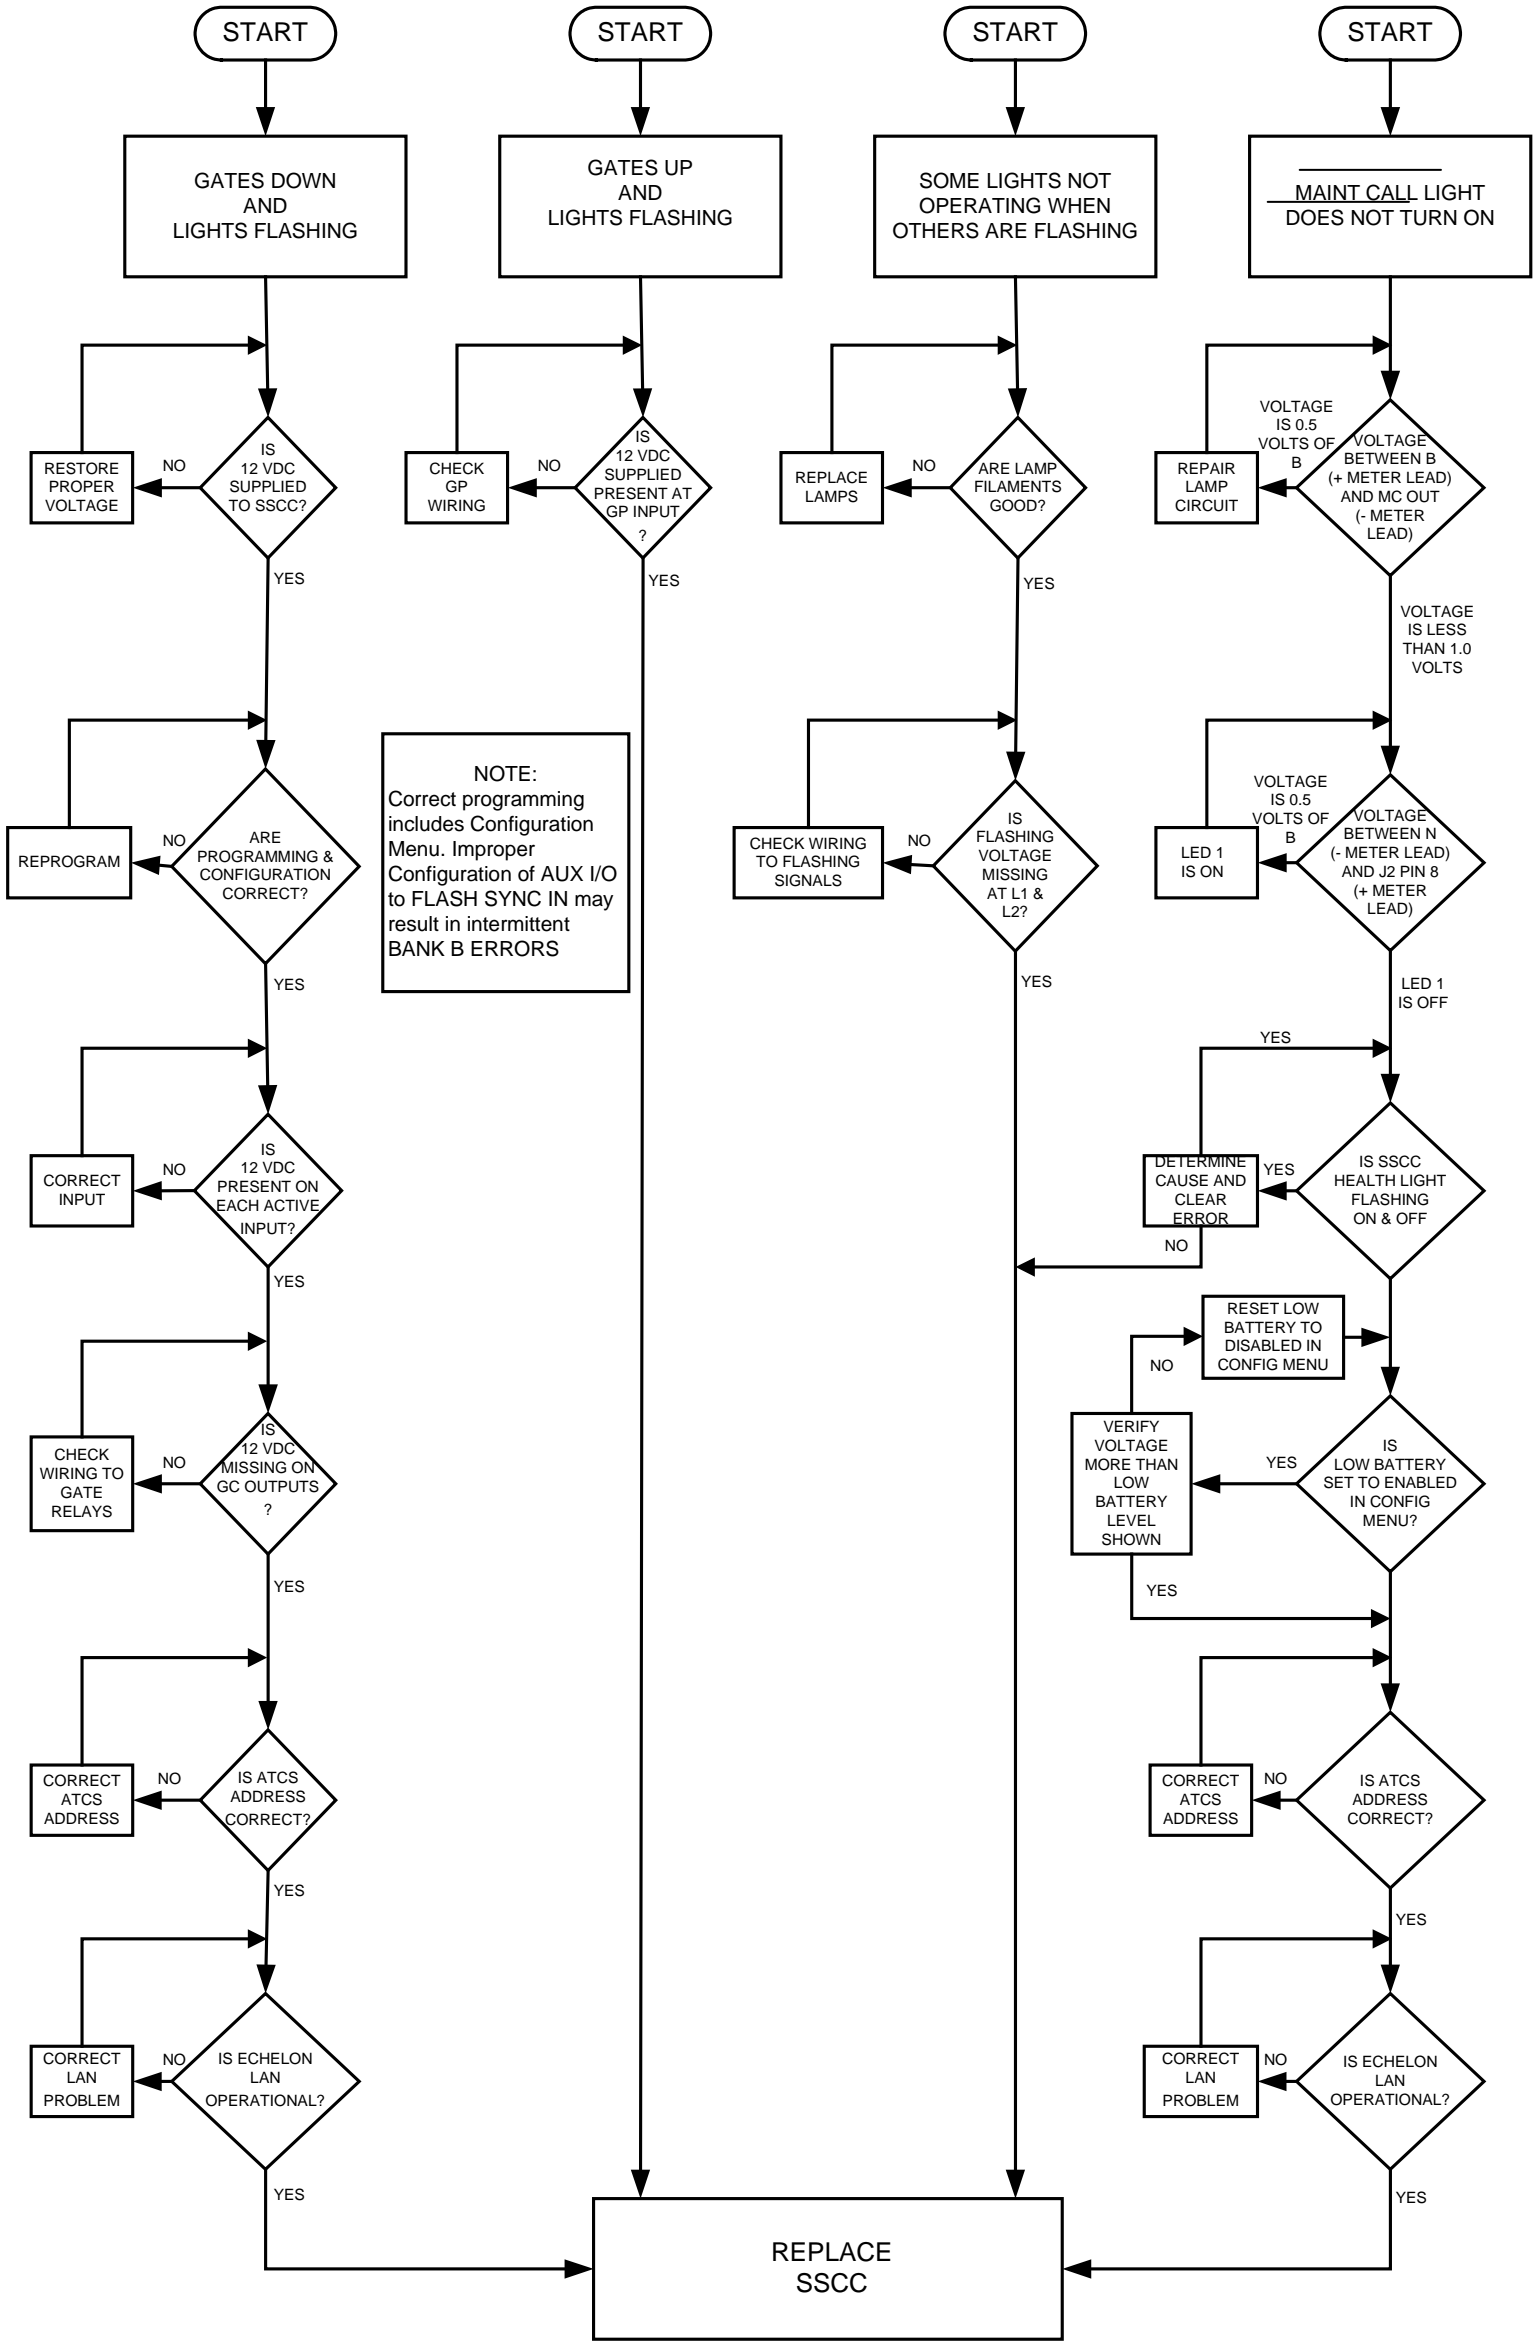 START
GATES DOWN
AND
LIGHTS FLASHING
IS
12 VDC
SUPPLIED
TO SSCC?
NO
RESTORE
PROPER
VOLTAGE
YES
ARE
PROGRAMMING &
CONFIGURATION
CORRECT?
NO
REPROGRAM
YES
IS
12 VDC
PRESENT ON
EACH ACTIVE
INPUT?
NO
CORRECT
INPUT
YES
IS
12 VDC
MISSING ON
GC OUTPUTS
?
NO
CHECK
WIRING TO
GATE
RELAYS
YES
IS ATCS
ADDRESS
CORRECT?
NO
CORRECT
ATCS
ADDRESS
YES
IS ECHELON
LAN
OPERATIONAL?
NO
CORRECT
LAN
PROBLEM
YES
START
GATES UP
AND
LIGHTS FLASHING
IS
12 VDC
SUPPLIED
PRESENT AT
GP INPUT
?
NO
CHECK
GP
WIRING
YES
NOTE:
Correct programming
includes Configuration
Menu. Improper
Configuration of AUX I/O
to FLASH SYNC IN may
result in intermittent
BANK B ERRORS
START
SOME LIGHTS NOT
OPERATING WHEN
OTHERS ARE FLASHING
ARE LAMP
FILAMENTS
GOOD?
NO
REPLACE
LAMPS
YES
IS
FLASHING
VOLTAGE
MISSING
AT L1 &
L2?
NO
CHECK WIRING
TO FLASHING
SIGNALS
YES
START
MAINT CALL LIGHT
DOES NOT TURN ON
VOLTAGE
BETWEEN B
(+ METER LEAD)
AND MC OUT
(- METER
LEAD)
VOLTAGE
IS 0.5
VOLTS OF
B
REPAIR
LAMP
CIRCUIT
VOLTAGE
IS LESS
THAN 1.0
VOLTS
VOLTAGE
BETWEEN N
(- METER LEAD)
AND J2 PIN 8
(+ METER
LEAD)
VOLTAGE
IS 0.5
VOLTS OF
B
LED 1
IS ON
LED 1
IS OFF
IS SSCC
HEALTH LIGHT
FLASHING
ON & OFF
YES
DETERMINE
CAUSE AND
CLEAR
ERROR
YES
NO
IS
LOW BATTERY
SET TO ENABLED
IN CONFIG
MENU?
YES
VERIFY
VOLTAGE
MORE THAN
LOW
BATTERY
LEVEL
SHOWN
NO
RESET LOW
BATTERY TO
DISABLED IN
CONFIG MENU
YES
IS ATCS
ADDRESS
CORRECT?
NO
CORRECT
ATCS
ADDRESS
YES
IS ECHELON
LAN
OPERATIONAL?
NO
CORRECT
LAN
PROBLEM
YES
REPLACE
SSCC